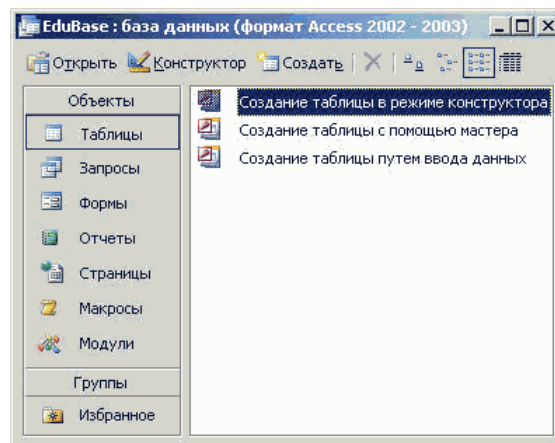 EduBase : база данных (формат Access 2002 - 2003)
Открыть Конструктор Создать
Объекты
Таблицы
Запросы
Формы
Отчеты
Страницы
Макросы
Модули
Группы
Избранное
Создание таблицы в режиме конструктора
Создание таблицы с помощью мастера
Создание таблицы путем ввода данных